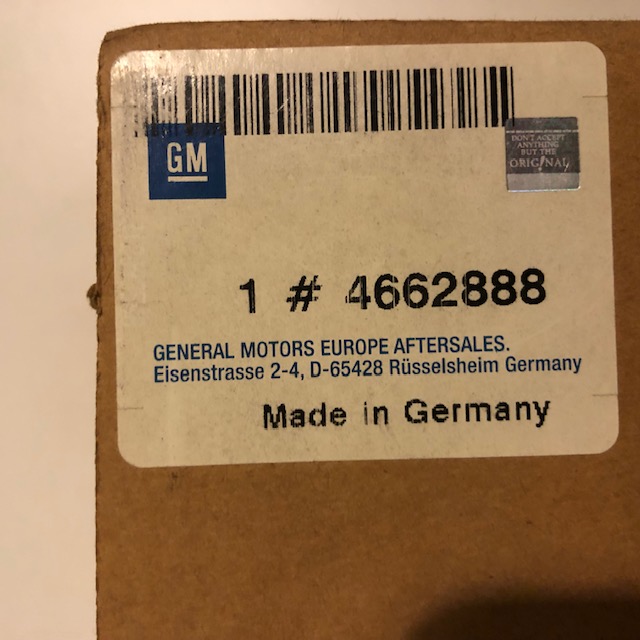 GM
DON'T ACCEPT
ANYTHING
BUT THE
ORIGINAL
1 # 4662888
GENERAL MOTORS EUROPE AFTERSALES.
Eisenstrasse 2-4, D-65428 Rüsselsheim Germany
Made in Germany